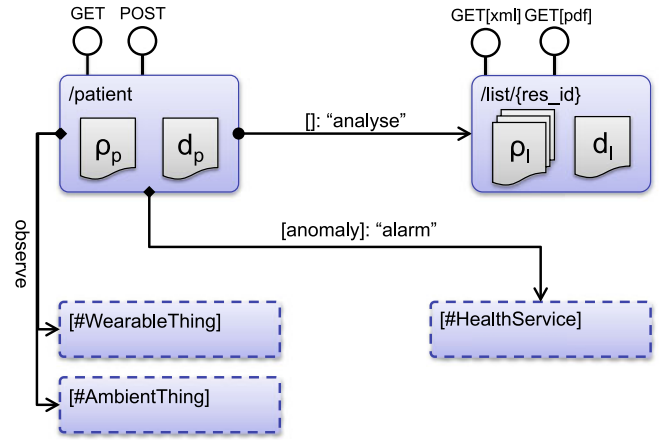 GET POST
GET[xml] GET[pdf]
/patient
/list/{res_id}
ρp
dp
[]: “analyse”
ρl
dl
observe
[anomaly]: “alarm”
[#WearableThing]
[#HealthService]
[#AmbientThing]